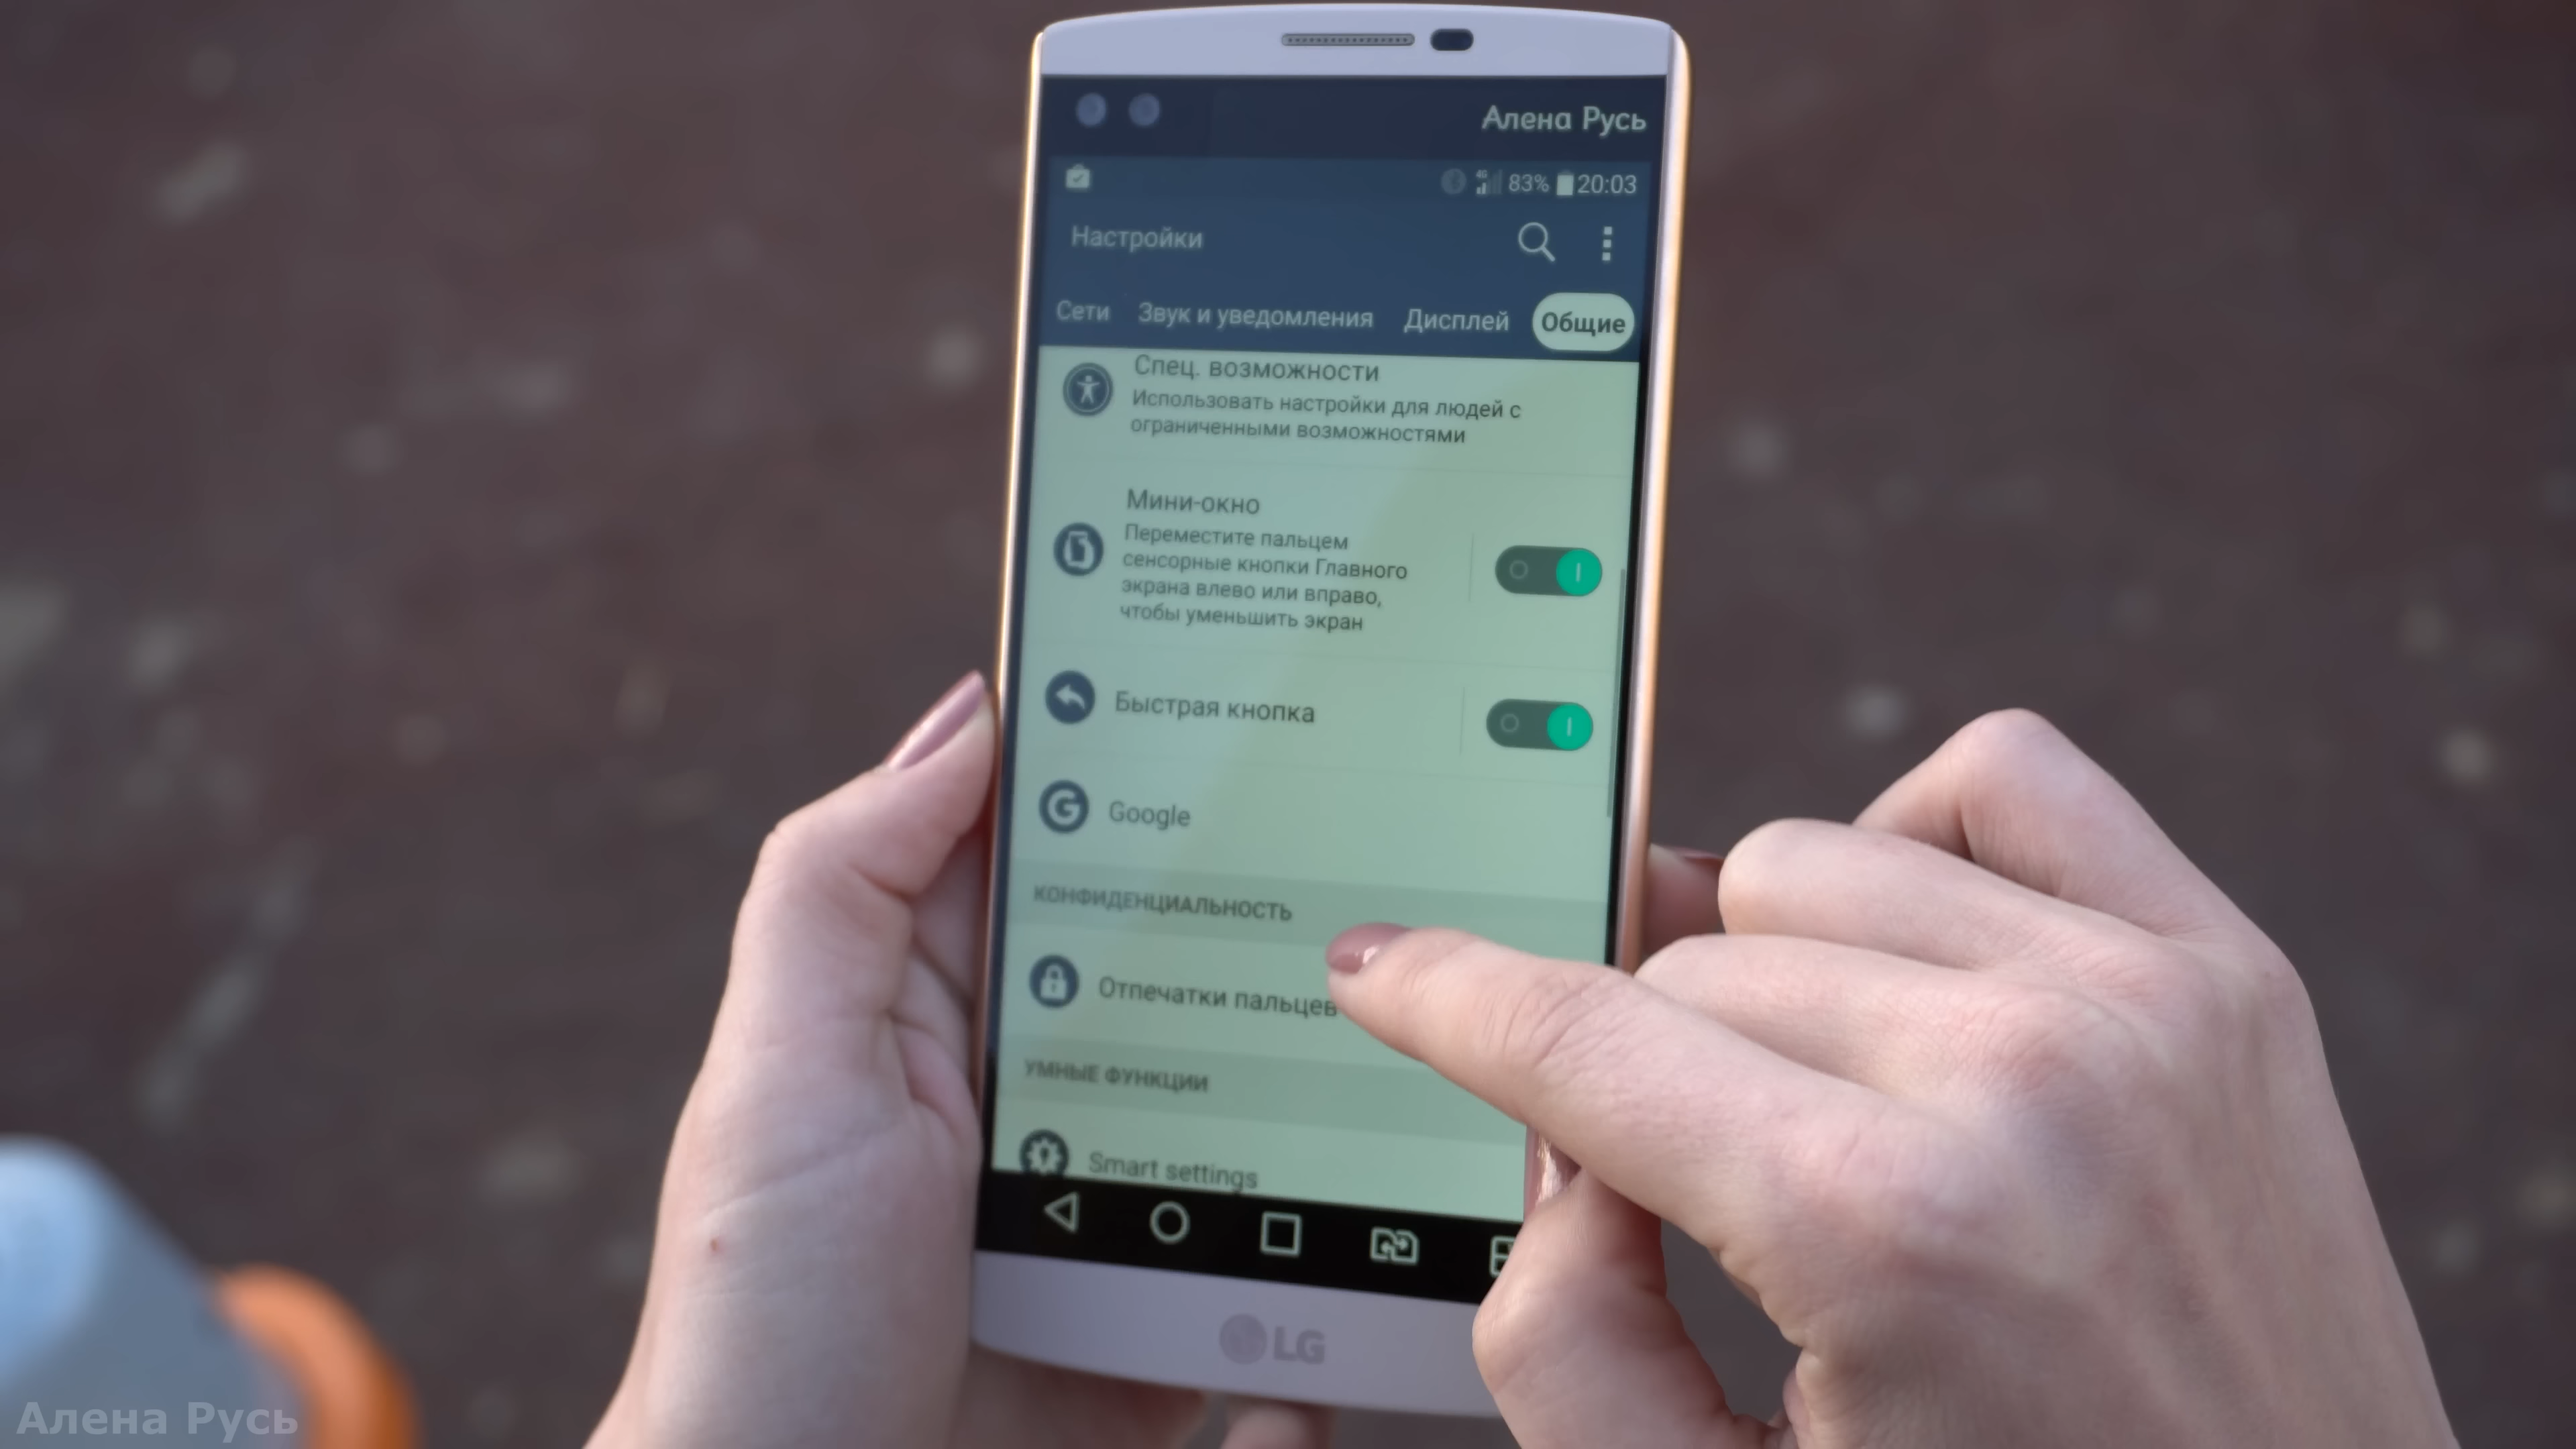 Алена Русь
4G 83% 20:03
Настройки
Сети Звук и уведомления Дисплей Общие
Спец. возможности
Использовать настройки для людей с
ограниченными возможностями
Мини-окно
Переместите пальцем
сенсорные кнопки Главного
экрана влево или вправо,
чтобы уменьшить экран
Быстрая кнопка
Google
КОНФИДЕНЦИАЛЬНОСТЬ
Отпечатки пальцев
УМНЫЕ ФУНКЦИИ
Smart settings
LG
Алена Русь